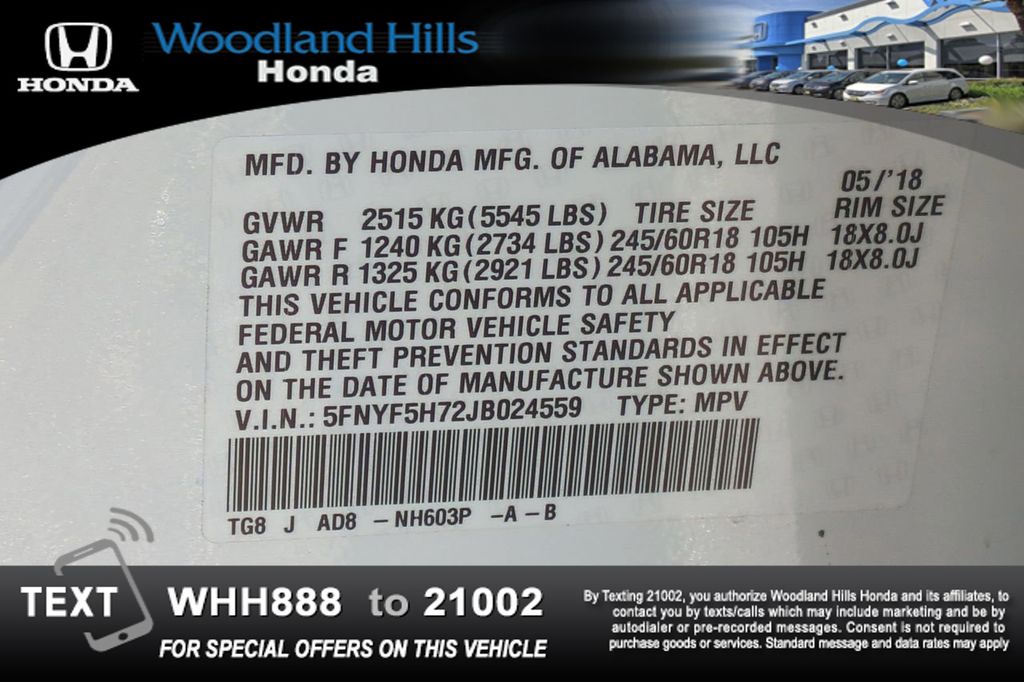 HONDA
Woodland Hills
Honda
MFD. BY HONDA MFG. OF ALABAMA, LLC
05/'18
GVWR 2515 KG (5545 LBS) TIRE SIZE RIM SIZE
GAWR F 1240 KG (2734 LBS) 245/60R18 105H 18X8.0J
GAWR R 1325 KG (2921 LBS) 245/60R18 105H 18X8.0J
THIS VEHICLE CONFORMS TO ALL APPLICABLE
FEDERAL MOTOR VEHICLE SAFETY
AND THEFT PREVENTION STANDARDS IN EFFECT
ON THE DATE OF MANUFACTURE SHOWN ABOVE.
V.I.N.: 5FNYF5H72JB024559 TYPE: MPV
TG8 J AD8 - NH603P - A - B
TEXT WHH888 to 21002
FOR SPECIAL OFFERS ON THIS VEHICLE
By Texting 21002, you authorize Woodland Hills Honda and its affiliates, to
contact you by texts/calls which may include marketing and be by
autodialer or pre-recorded messages. Consent is not required to
purchase goods or services. Standard message and data rates may apply